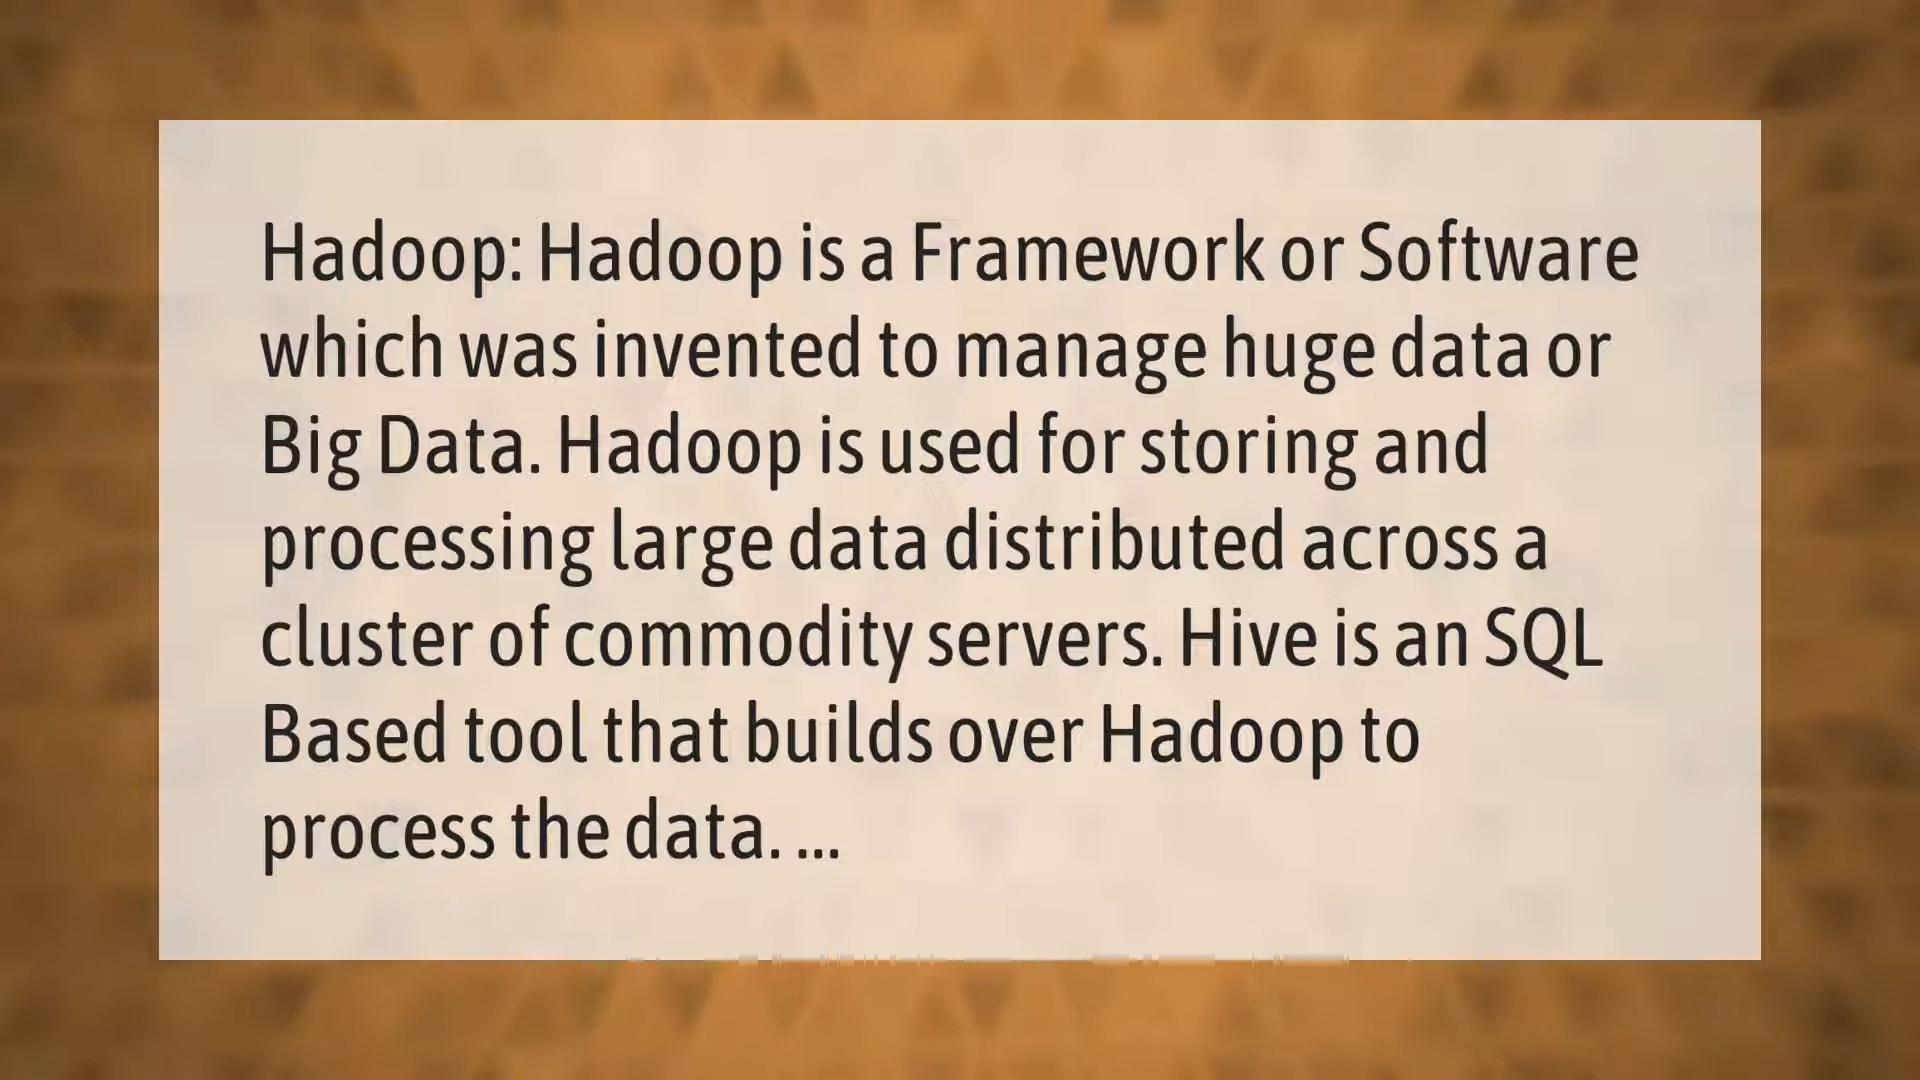 Hadoop: Hadoop is a Framework or Software
which was invented to manage huge data or
Big Data. Hadoop is used for storing and
processing large data distributed across a
cluster of commodity servers. Hive is an SQL
Based tool that builds over Hadoop to
process the data. ...